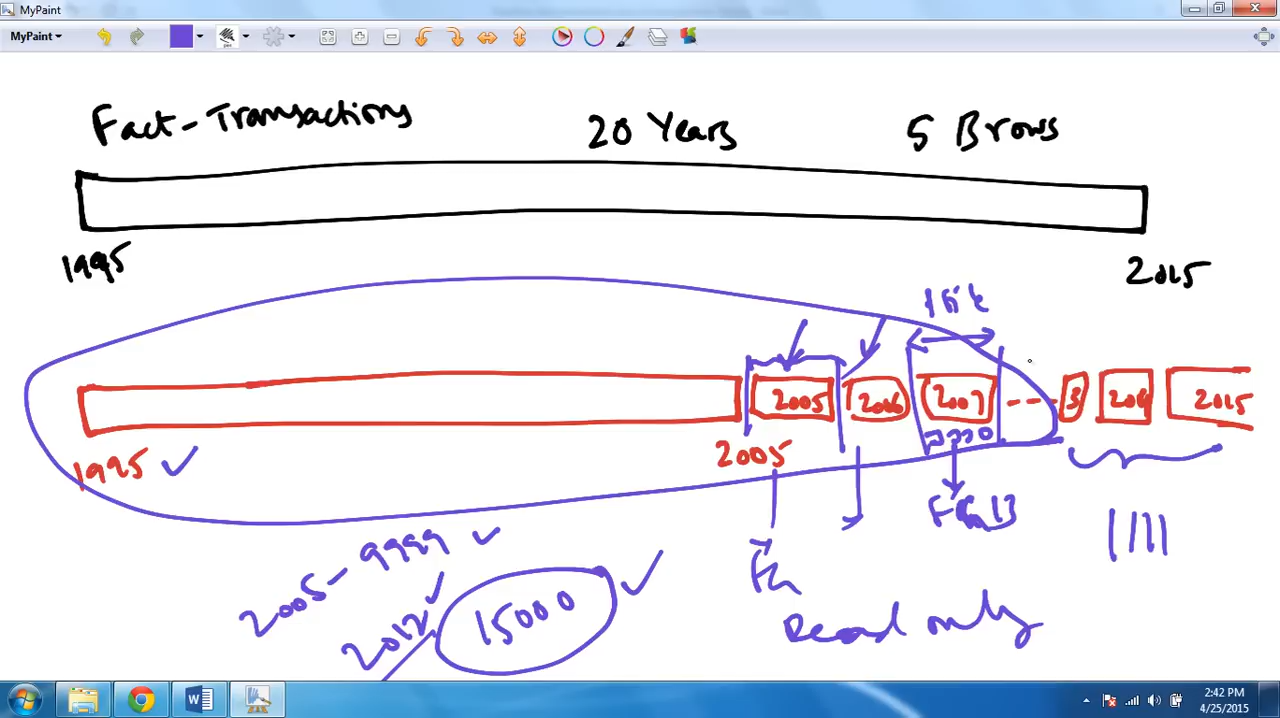 MyPaint
MyPaint
Fact-Transactions 20 Years 5 Brows
1995 2015
2005 2006 2007 2014 2015
1995 2005
2005-9999
2012
15000
Read only
2:42 PM
4/25/2015